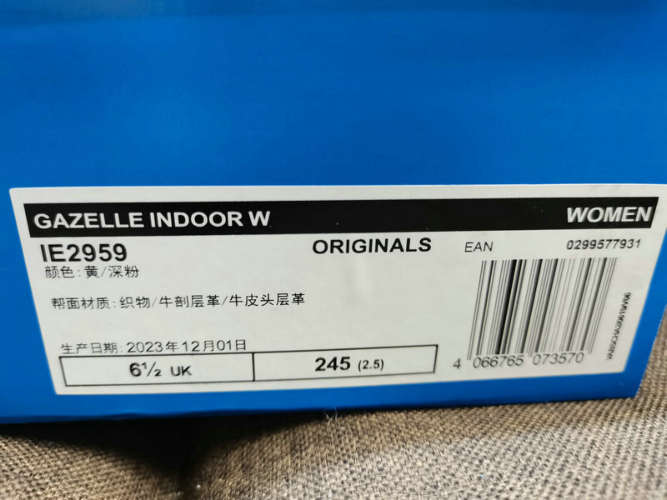 GAZELLE INDOOR W WOMEN
IE2959 ORIGINALS EAN 0299577931
颜色:黄/深粉
帮面材质:织物/牛剖层革/牛皮头层革
生产日期:2023年12月01日
6½ UK 245 (2.5)
4 066765 073570